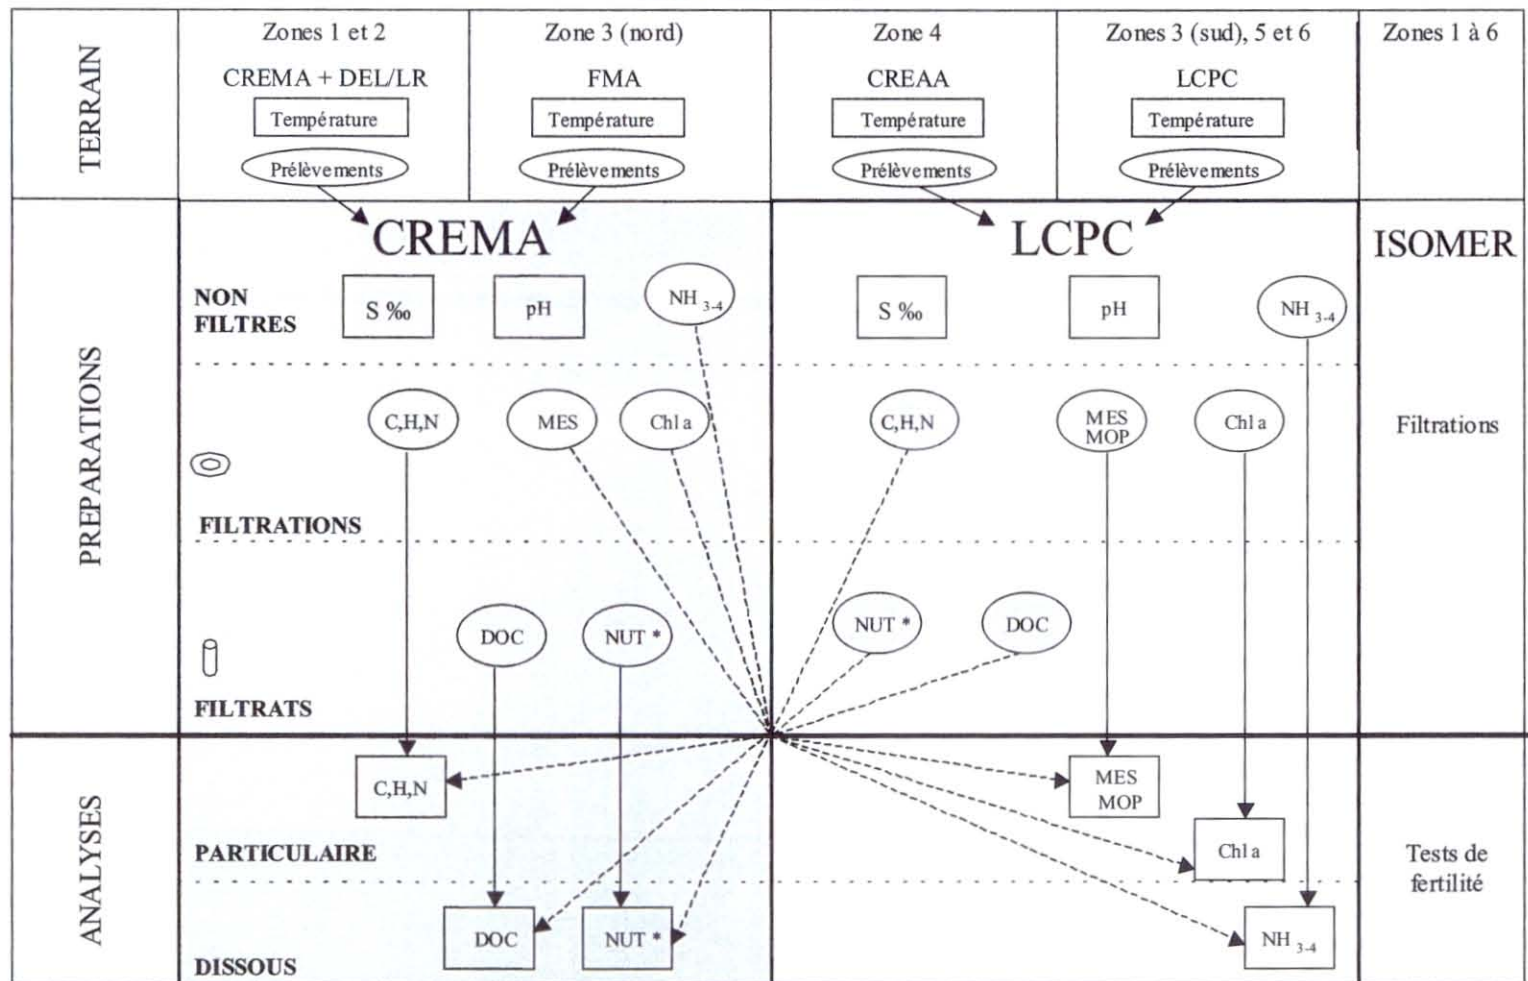 TERRAIN
Zones 1 et 2
CREMA + DEL/LR
Température
Prélèvements
Zone 3 (nord)
FMA
Température
Prélèvements
Zone 4
CREAA
Température
Prélèvements
Zones 3 (sud), 5 et 6
LCPC
Température
Prélèvements
Zones 1 à 6
PREPARATIONS
CREMA
NON
FILTRES
S ‰
pH
NH 3-4
C,H,N
MES
Chl a
FILTRATIONS
DOC
NUT *
FILTRATS
LCPC
S ‰
pH
NH 3-4
C,H,N
MES
MOP
Chl a
NUT *
DOC
ISOMER
Filtrations
ANALYSES
C,H,N
PARTICULAIRE
DOC
NUT *
DISSOUS
MES
MOP
Chl a
NH 3-4
Tests de
fertilité